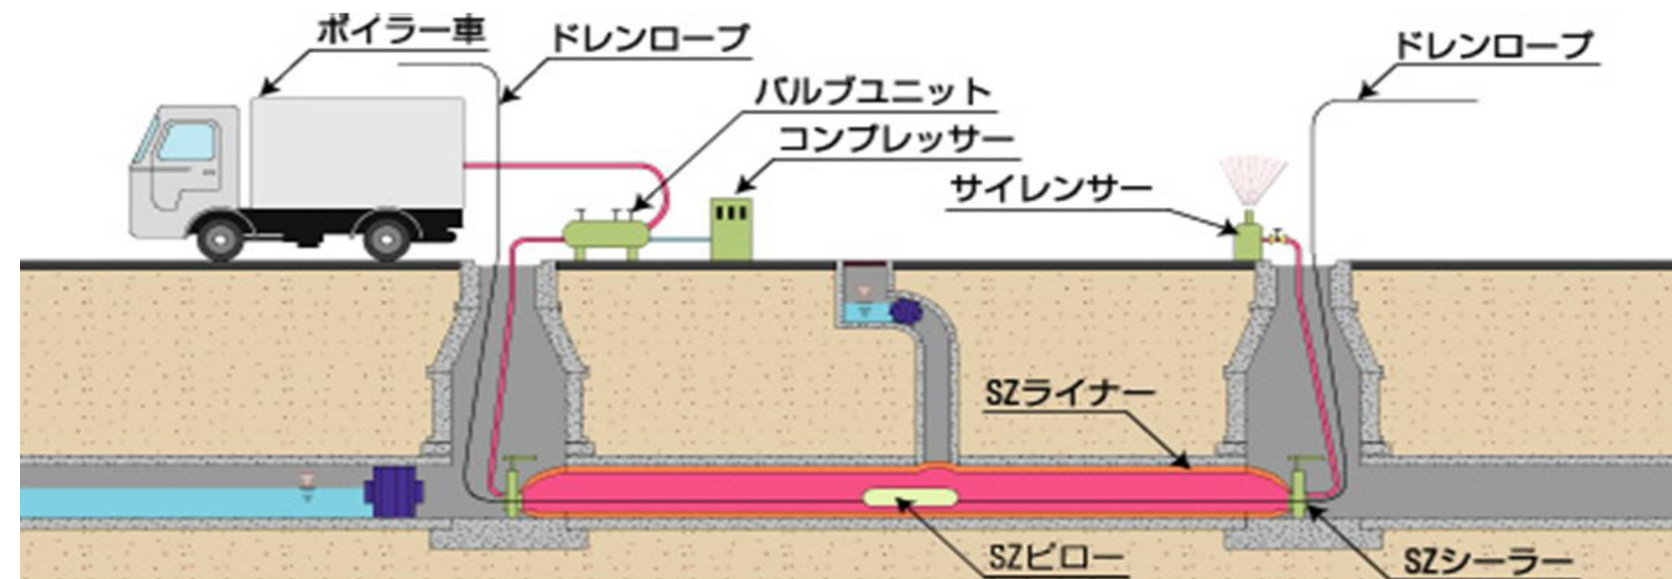 ボイラー車
ドレンロープ
ドレンロープ
バルブユニット
コンプレッサー
サイレンサー
SZライナー
SZピロー
SZシーラー